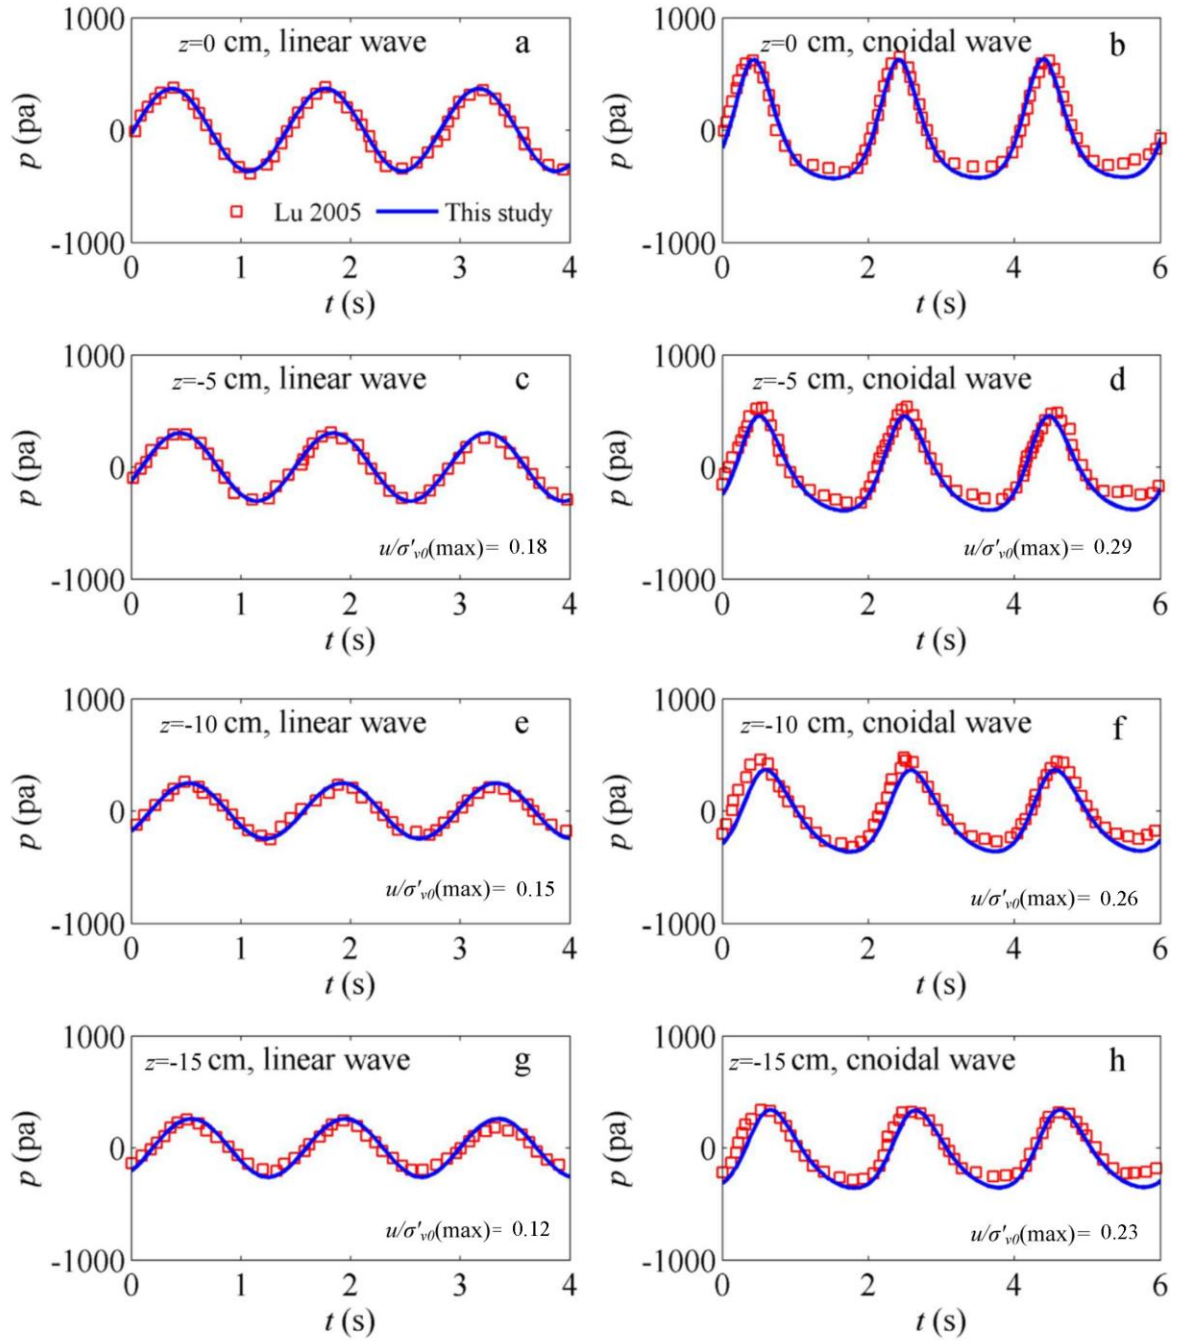 1000
z=0 cm, linear wave a
p (pa)
0
Lu 2005 This study
-1000
0 1 2 3 4
t (s)
1000
z=0 cm, cnoidal wave b
p (pa)
0
-1000
0 2 4 6
t (s)
1000
z=-5 cm, linear wave c
p (pa)
0
u/σ'v0(max)= 0.18
-1000
0 1 2 3 4
t (s)
1000
z=-5 cm, cnoidal wave d
p (pa)
0
u/σ'v0(max)= 0.29
-1000
0 2 4 6
t (s)
1000
z=-10 cm, linear wave e
p (pa)
0
u/σ'v0(max)= 0.15
-1000
0 1 2 3 4
t (s)
1000
z=-10 cm, cnoidal wave f
p (pa)
0
u/σ'v0(max)= 0.26
-1000
0 2 4 6
t (s)
1000
z=-15 cm, linear wave g
p (pa)
0
u/σ'v0(max)= 0.12
-1000
0 1 2 3 4
t (s)
1000
z=-15 cm, cnoidal wave h
p (pa)
0
u/σ'v0(max)= 0.23
-1000
0 2 4 6
t (s)